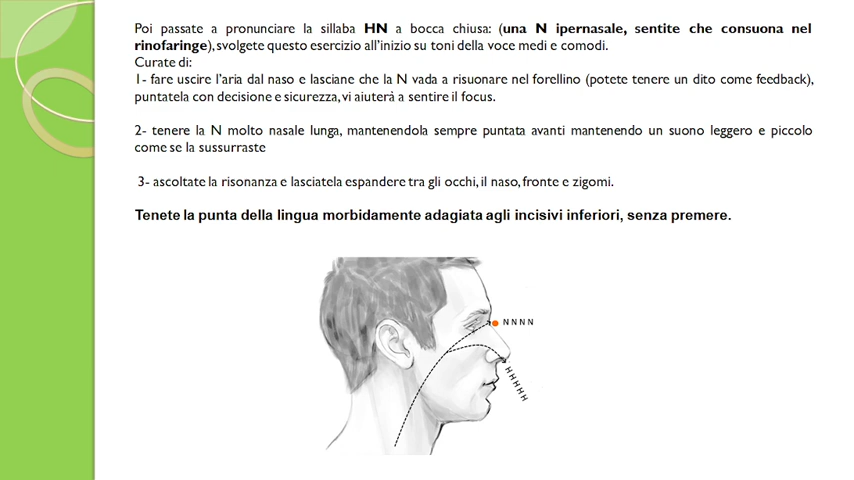 Poi passate a pronunciare la sillaba HN a bocca chiusa: (una N ipernasale, sentite che consuona nel
rinofaringe), svolgete questo esercizio all'inizio su toni della voce medi e comodi.
Curate di:
1- fare uscire l'aria dal naso e lasciane che la N vada a risuonare nel forellino (potete tenere un dito come feedback),
puntatela con decisione e sicurezza, vi aiuterà a sentire il focus.
2- tenere la N molto nasale lunga, mantenendola sempre puntata avanti mantenendo un suono leggero e piccolo
come se la sussurraste
3- ascoltate la risonanza e lasciatela espandere tra gli occhi, il naso, fronte e zigomi.
Tenete la punta della lingua morbidamente adagiata agli incisivi inferiori, senza premere.
N N N N
H H H H H